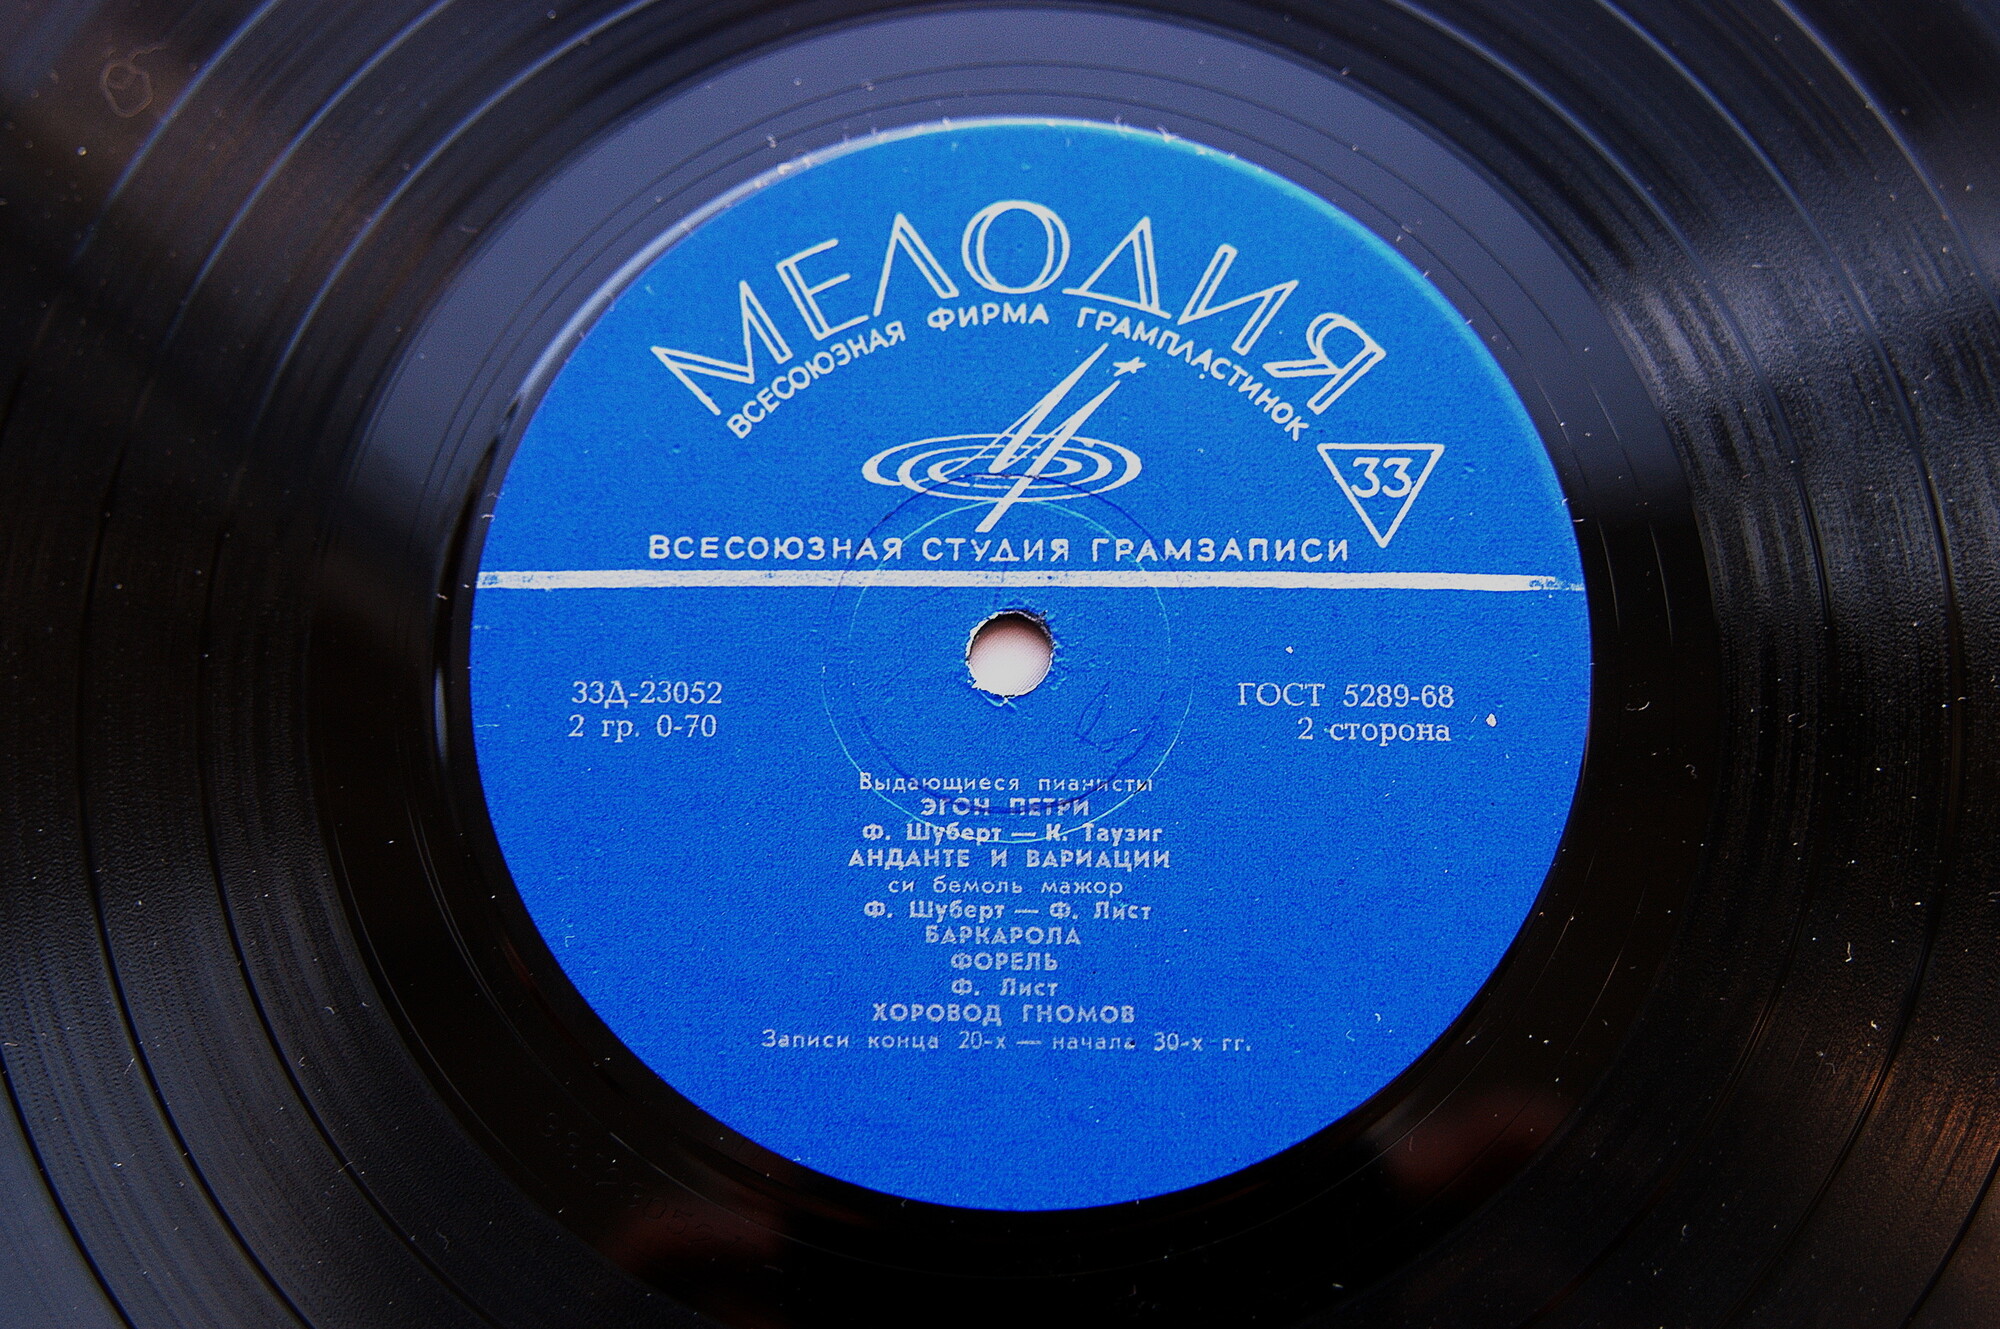 МЕЛОДИЯ
ВСЕСОЮЗНАЯ ФИРМА ГРАМПЛАСТИНОК
33
ВСЕСОЮЗНАЯ СТУДИЯ ГРАМЗАПИСИ
33Д-23052
2 гр. 0-70
ГОСТ 5289-68
2 сторона
Выдающиеся пианисты
ЭГОН ПЕТРИ
Ф. Шуберт — К. Таузиг
АНДАНТЕ И ВАРИАЦИИ
си бемоль мажор
Ф. Шуберт — Ф. Лист
БАРКАРОЛА
ФОРЕЛЬ
Ф. Лист
ХОРОВОД ГНОМОВ
Записи конца 20-х — начала 30-х гг.